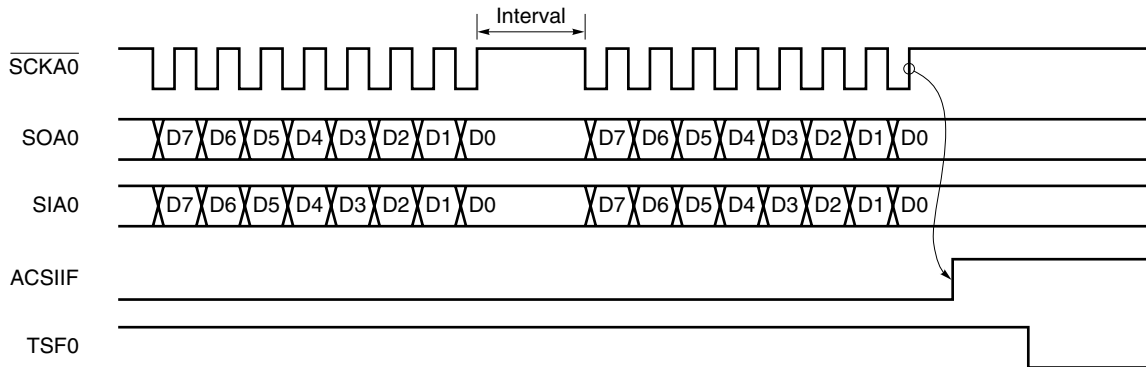 Interval
SCKA0
SOA0 D7 D6 D5 D4 D3 D2 D1 D0 D7 D6 D5 D4 D3 D2 D1 D0
SIA0 D7 D6 D5 D4 D3 D2 D1 D0 D7 D6 D5 D4 D3 D2 D1 D0
ACSIIF
TSF0